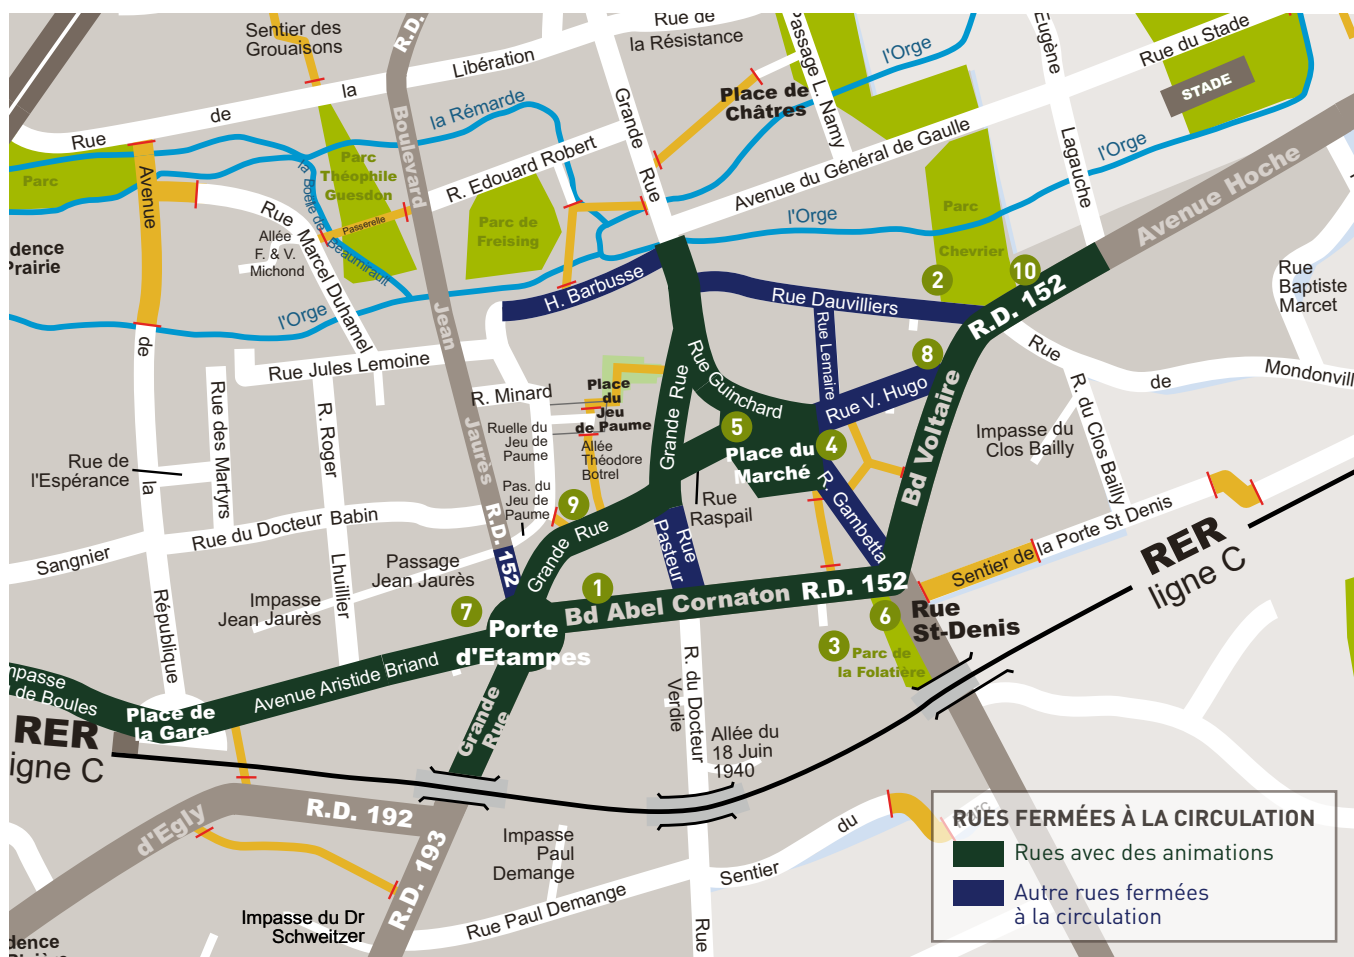 Sentier des
Grouaisons
R.D.
Rue de
la Résistance
Passage L. Namy
l'Orge
Eugène
Lagauche
Rue du Stade
STADE
Libération
la
de
Rue
la Rémarde
Grande
Rue
Place de
Châtres
Avenue du Général de Gaulle
l'Orge
Avenue Hoche
Boulevard
Jean
Jaurès
R.D. 152
R. Edouard Robert
Parc
Théophile
Guesdon
Passerelle
la Boëlle de
Beaumirault
Parc
Avenue
de
la
République
Rue
Marcel Duhamel
Allée
F. & V.
Michond
Parc de
Freising
l'Orge
Parc
Chevrier
dence
Prairie
l'Orge
H. Barbusse
2
10
R.D. 152
Rue
Baptiste
Marcet
Rue Dauvilliers
Rue Lemaire
Rue Jules Lemoine
Rue
de
Mondonvill
8
Rue Guinchard
Rue V. Hugo
R. Minard
Place
du
Jeu
de Paume
Grande Rue
Bd Voltaire
R. du Clos Bailly
Impasse du
Clos Bailly
Rue des Martyrs
R. Roger
Ruelle du
Jeu de
Paume
Allée
Théodore
Botrel
5
4
Place du
Marché
Rue de
l'Espérance
Pas. du
Jeu de
Paume
9
Rue
Raspail
R. Gambetta
Rue du Docteur Babin
Sangnier
Lhuillier
Passage
Jean Jaurès
Grande Rue
Rue
Pasteur
Sentier de la Porte St Denis
RER
ligne C
Impasse
Jean Jaurès
7
1
Bd Abel Cornaton R.D. 152
6
Rue
St-Denis
Porte
d'Etampes
3
Parc de
la Folatière
Avenue Aristide Briand
mpasse
de Boules
Place de
la Gare
RER
igne C
Grande
Rue
R. du Docteur
Verdie
Allée du
18 Juin
1940
d'Egly
R.D. 192
R.D. 193
Impasse
Paul
Demange
Rue Paul Demange
Sentier
du
Rue
Impasse du Dr
Schweitzer
dence
RUES FERMÉES À LA CIRCULATION
Rues avec des animations
Autre rues fermées
à la circulation